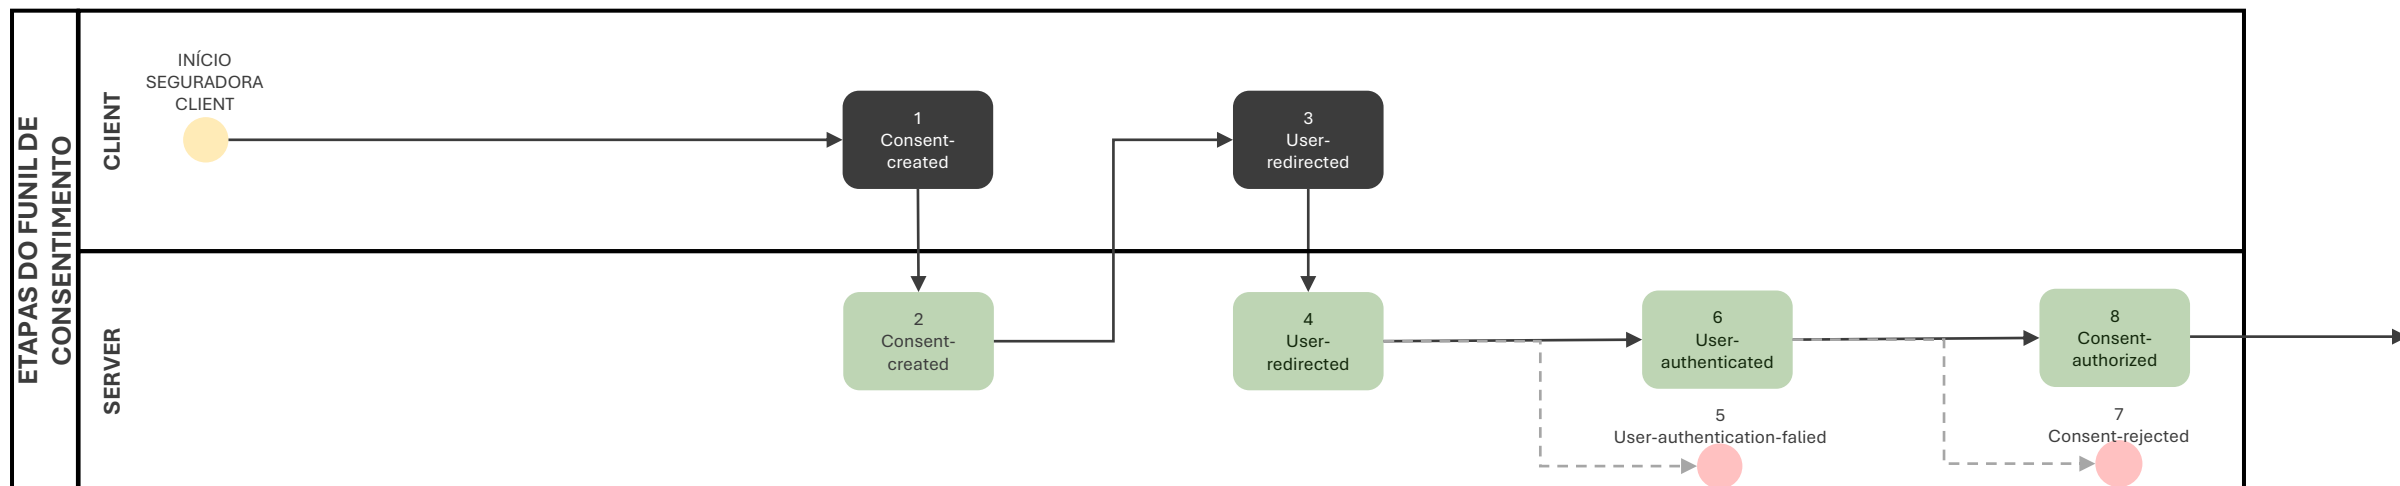 ETAPAS DO FUNIL DE
CONSENTIMENTO
CLIENT
INÍCIO
SEGURADORA
CLIENT
1
Consent-
created
3
User-
redirected
SERVER
2
Consent-
created
4
User-
redirected
6
User-
authenticated
8
Consent-
authorized
5
User-authentication-falied
7
Consent-rejected